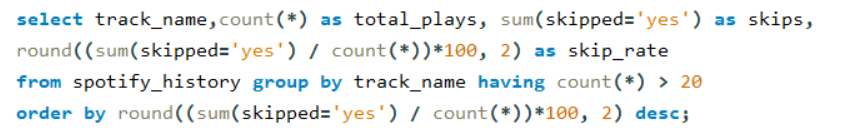 select track_name,count(*) as total_plays, sum(skipped='yes') as skips,
round((sum(skipped='yes') / count(*))*100, 2) as skip_rate
from spotify_history group by track_name having count(*) > 20
order by round((sum(skipped='yes') / count(*))*100, 2) desc;